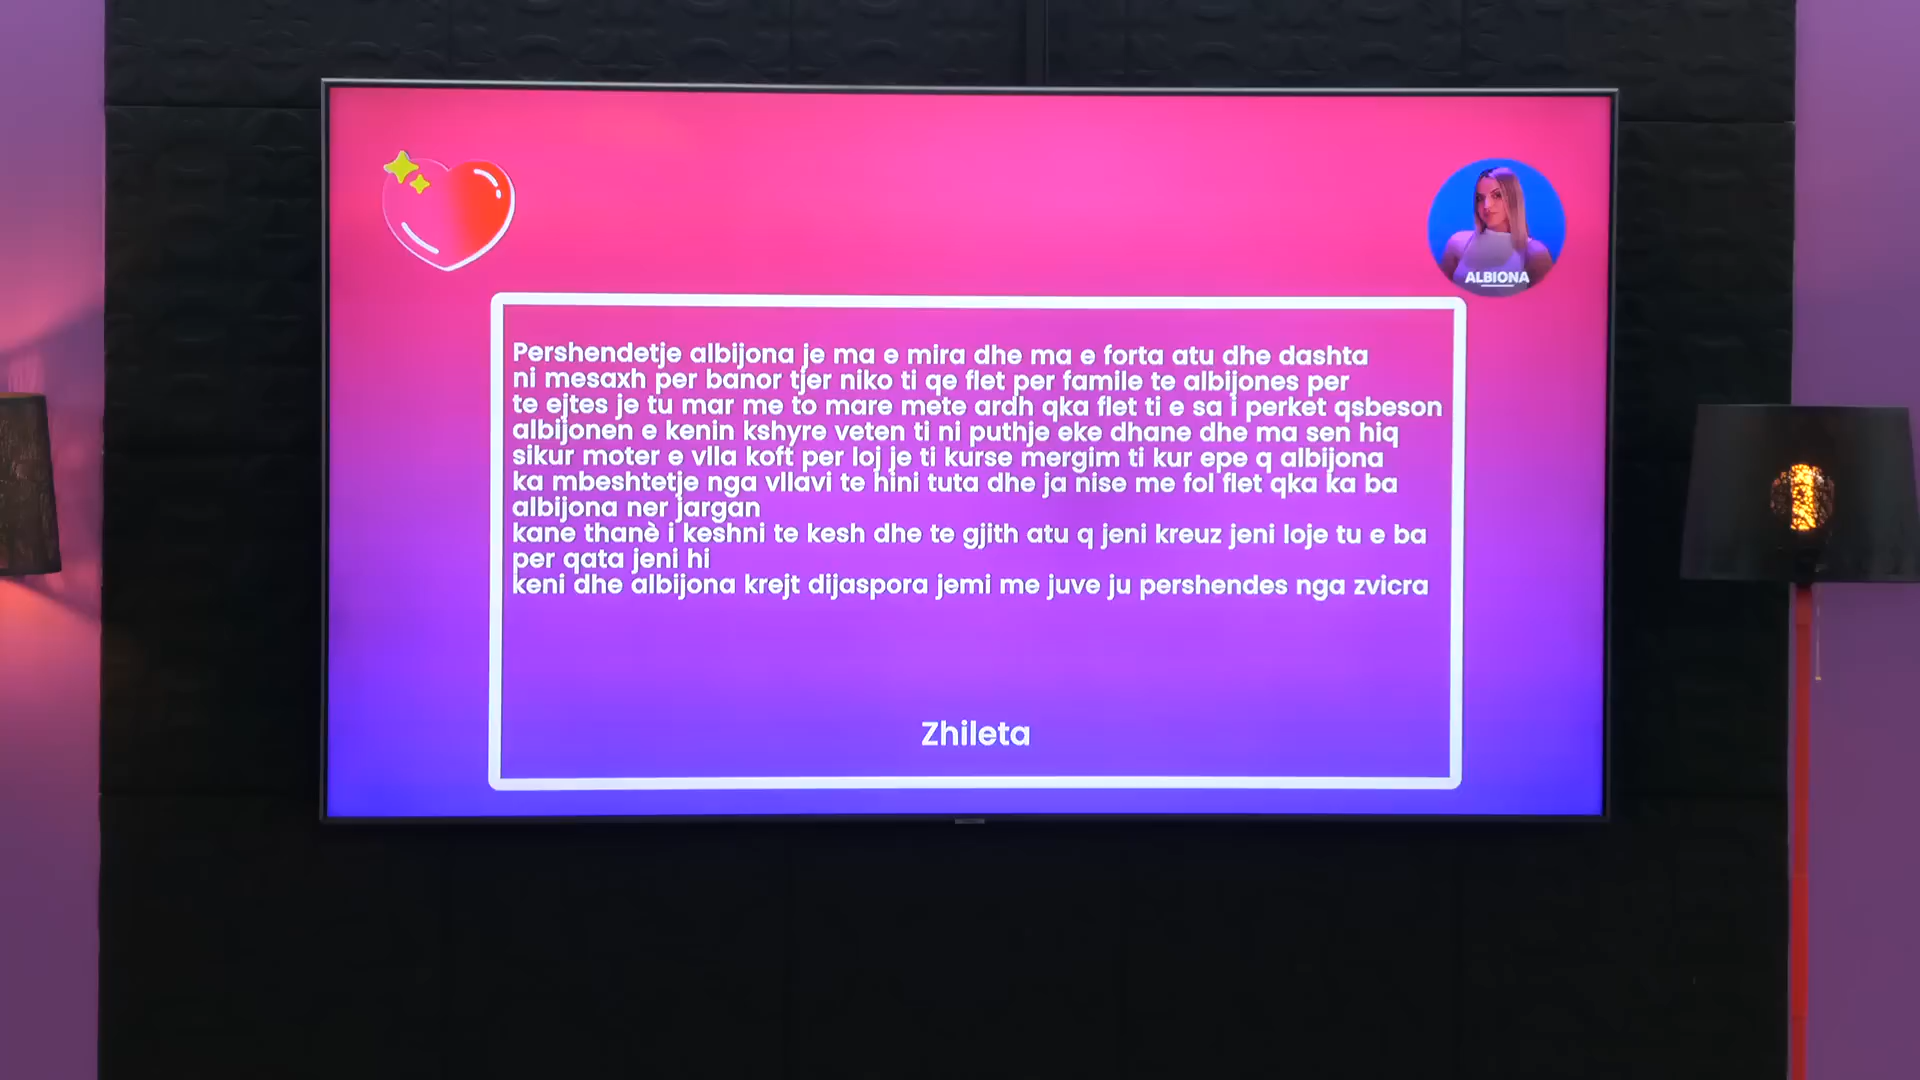 ALBIONA
Pershendetje albijona je ma e mira dhe ma e forta atu dhe dashta
ni mesaxh per banor tjer niko ti qe flet per famile te albijones per
te ejtes je tu mar me to mare mete ardh qka flet ti e sa i perket qsbeson
albijonen e kenin kshyre veten ti ni puthje eke dhane dhe ma sen hiq
sikur moter e vlla koft per loj je ti kurse mergim ti kur epe q albijona
ka mbeshtetje nga vllavi te hini tuta dhe ja nise me fol flet qka ka ba
albijona ner jargan
kane thanè i keshni te kesh dhe te gjith atu q jeni kreuz jeni loje tu e ba
per qata jeni hi
keni dhe albijona krejt dijaspora jemi me juve ju pershendes nga zvicra
Zhileta